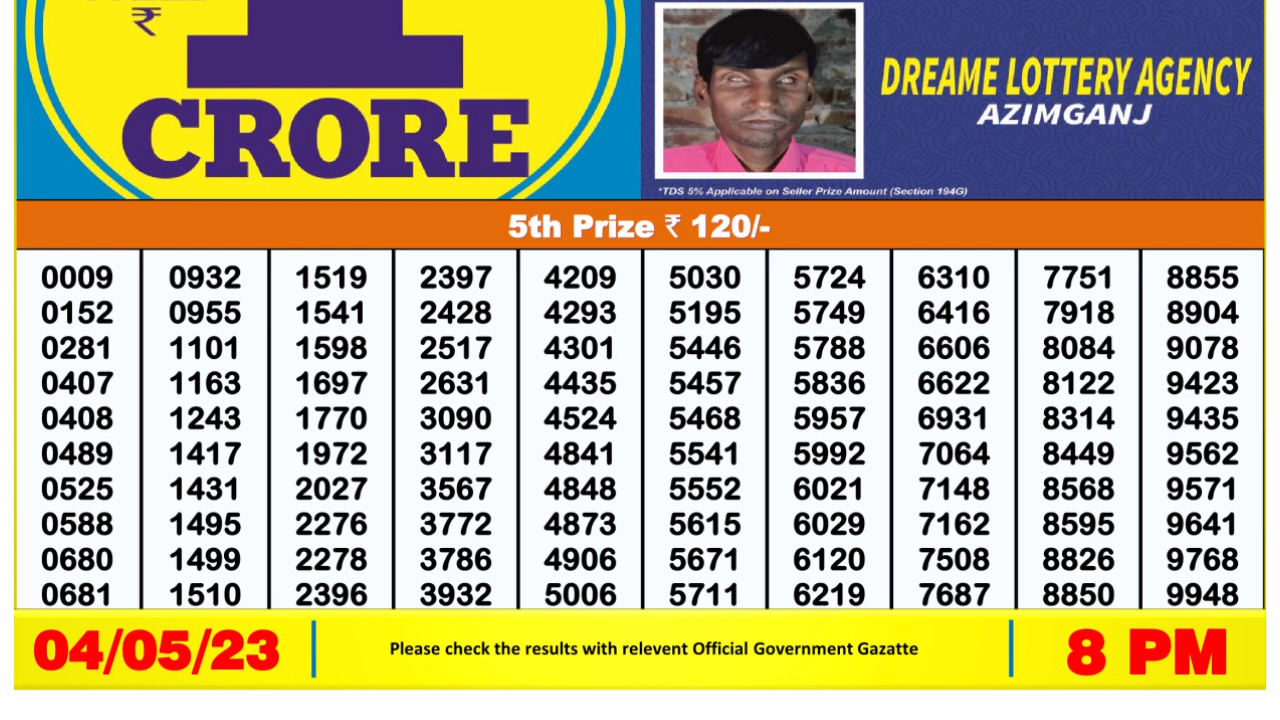 ₹
1
CRORE
DREAME LOTTERY AGENCY
AZIMGANJ
*TDS 5% Applicable on Seller Prize Amount (Section 194G)
5th Prize ₹ 120/-
0009 0932 1519 2397 4209 5030 5724 6310 7751 8855
0152 0955 1541 2428 4293 5195 5749 6416 7918 8904
0281 1101 1598 2517 4301 5446 5788 6606 8084 9078
0407 1163 1697 2631 4435 5457 5836 6622 8122 9423
0408 1243 1770 3090 4524 5468 5957 6931 8314 9435
0489 1417 1972 3117 4841 5541 5992 7064 8449 9562
0525 1431 2027 3567 4848 5552 6021 7148 8568 9571
0588 1495 2276 3772 4873 5615 6029 7162 8595 9641
0680 1499 2278 3786 4906 5671 6120 7508 8826 9768
0681 1510 2396 3932 5006 5711 6219 7687 8850 9948
04/05/23
Please check the results with relevent Official Government Gazatte
8 PM